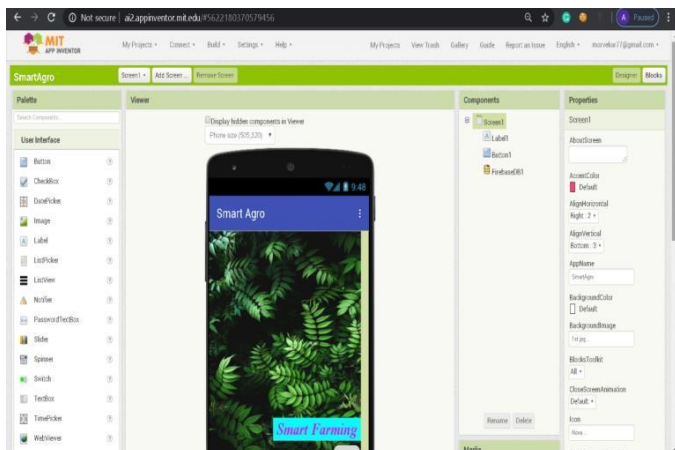 Not secure | ai2.appinventor.mit.edu/#5622180370579456
A Paused
MIT
APP INVENTOR
My Projects Connect Build Settings Help My Projects View Trash Gallery Guide Report an Issue English
SmartAgro Screen1 Add Screen ... Remove Screen Designer Blocks
Palette Viewer Components Properties
Search Components...
User Interface
Button
CheckBox
DatePicker
Image
Label
ListPicker
ListView
Notifier
PasswordTextBox
Slider
Spinner
Switch
TextBox
TimePicker
WebViewer
Display hidden components in Viewer
Phone size (505,320)
9:48
Smart Agro
Smart Farming
Screen1
Label1
Button1
FirebaseDB1
Rename Delete
Media
Screen1
AboutScreen
AccentColor
Default
AlignHorizontal
Right : 2
AlignVertical
Bottom : 3
AppName
SmartAgro
BackgroundColor
Default
BackgroundImage
BlocksToolkit
All
CloseScreenAnimation
Default
Icon
None...